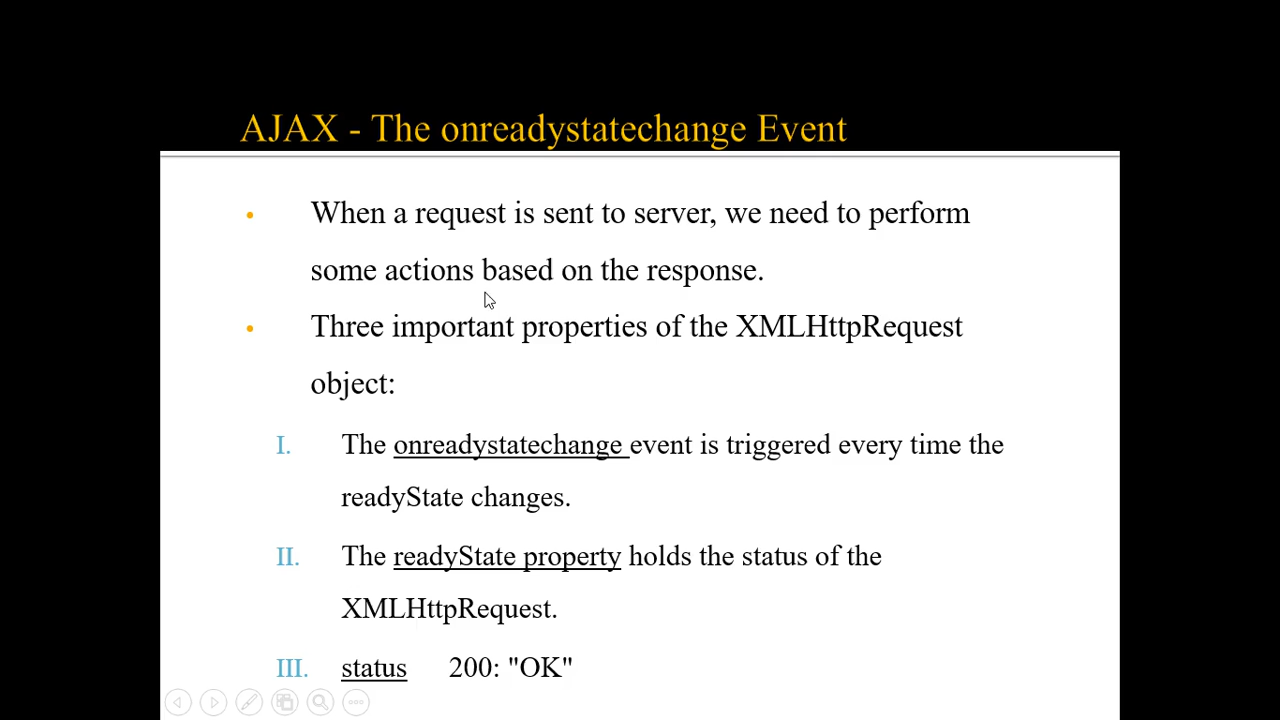 AJAX - The onreadystatechange Event
• When a request is sent to server, we need to perform
some actions based on the response.
• Three important properties of the XMLHttpRequest
object:
I. The onreadystatechange event is triggered every time the
readyState changes.
II. The readyState property holds the status of the
XMLHttpRequest.
III. status 200: "OK"